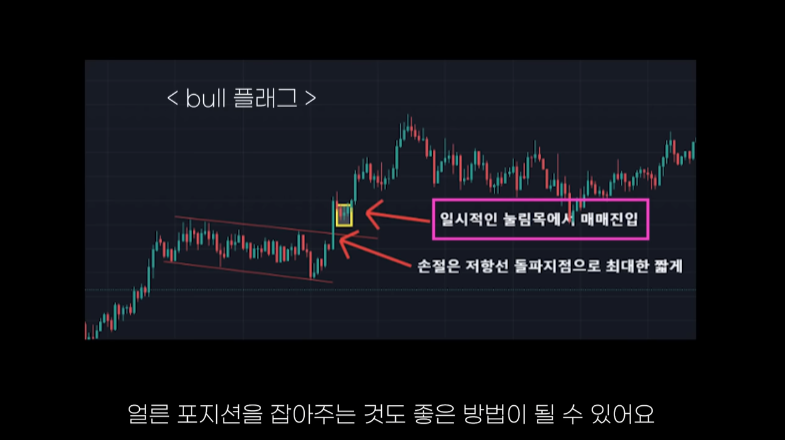 < bull 플래그 >
일시적인 눌림목에서 매매진입
손절은 저항선 돌파지점으로 최대한 짧게
얼른 포지션을 잡아주는 것도 좋은 방법이 될 수 있어요